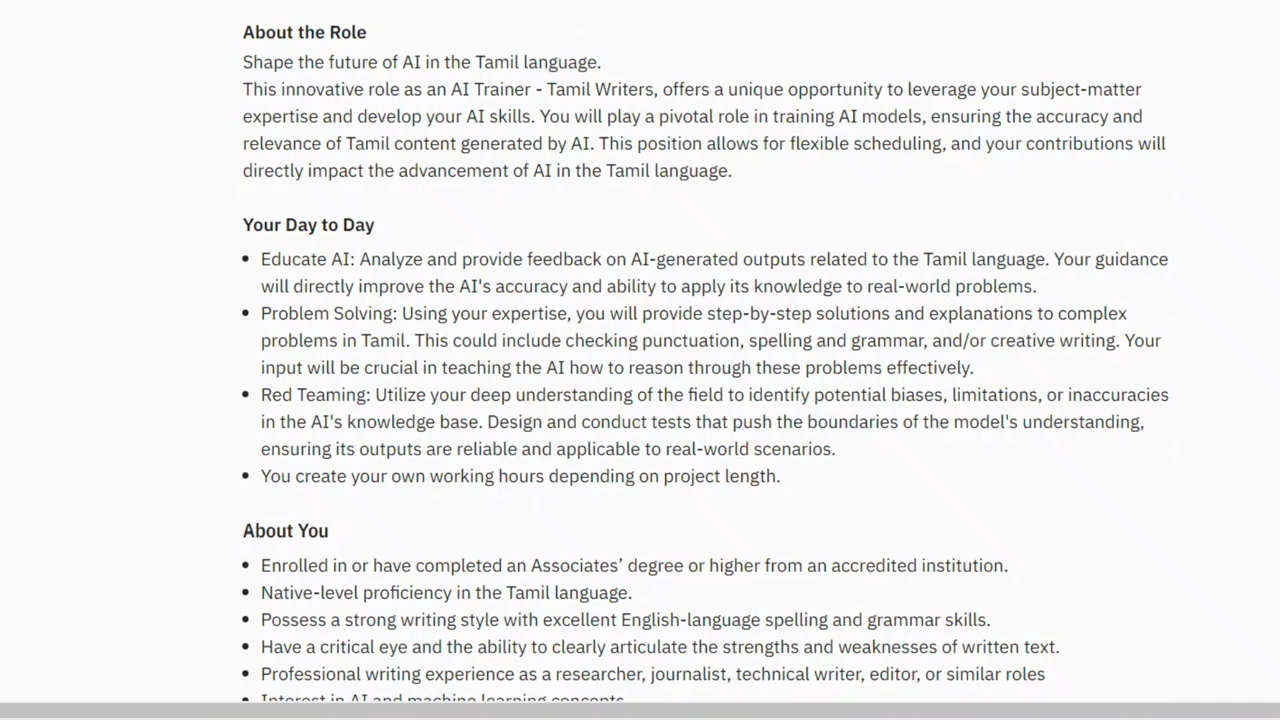 About the Role
Shape the future of AI in the Tamil language.
This innovative role as an AI Trainer - Tamil Writers, offers a unique opportunity to leverage your subject-matter
expertise and develop your AI skills. You will play a pivotal role in training AI models, ensuring the accuracy and
relevance of Tamil content generated by AI. This position allows for flexible scheduling, and your contributions will
directly impact the advancement of AI in the Tamil language.
Your Day to Day
• Educate AI: Analyze and provide feedback on AI-generated outputs related to the Tamil language. Your guidance
will directly improve the AI's accuracy and ability to apply its knowledge to real-world problems.
• Problem Solving: Using your expertise, you will provide step-by-step solutions and explanations to complex
problems in Tamil. This could include checking punctuation, spelling and grammar, and/or creative writing. Your
input will be crucial in teaching the AI how to reason through these problems effectively.
• Red Teaming: Utilize your deep understanding of the field to identify potential biases, limitations, or inaccuracies
in the AI's knowledge base. Design and conduct tests that push the boundaries of the model's understanding,
ensuring its outputs are reliable and applicable to real-world scenarios.
• You create your own working hours depending on project length.
About You
• Enrolled in or have completed an Associates’ degree or higher from an accredited institution.
• Native-level proficiency in the Tamil language.
• Possess a strong writing style with excellent English-language spelling and grammar skills.
• Have a critical eye and the ability to clearly articulate the strengths and weaknesses of written text.
• Professional writing experience as a researcher, journalist, technical writer, editor, or similar roles
• Interest in AI and machine learning concepts